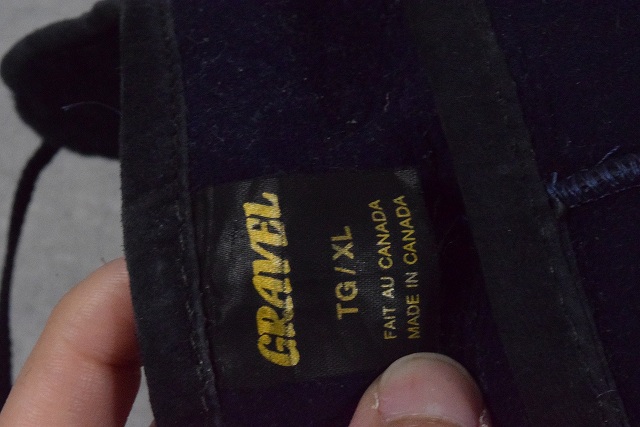 GRAVEL
TG/XL
FAIT AU CANADA
MADE IN CANADA